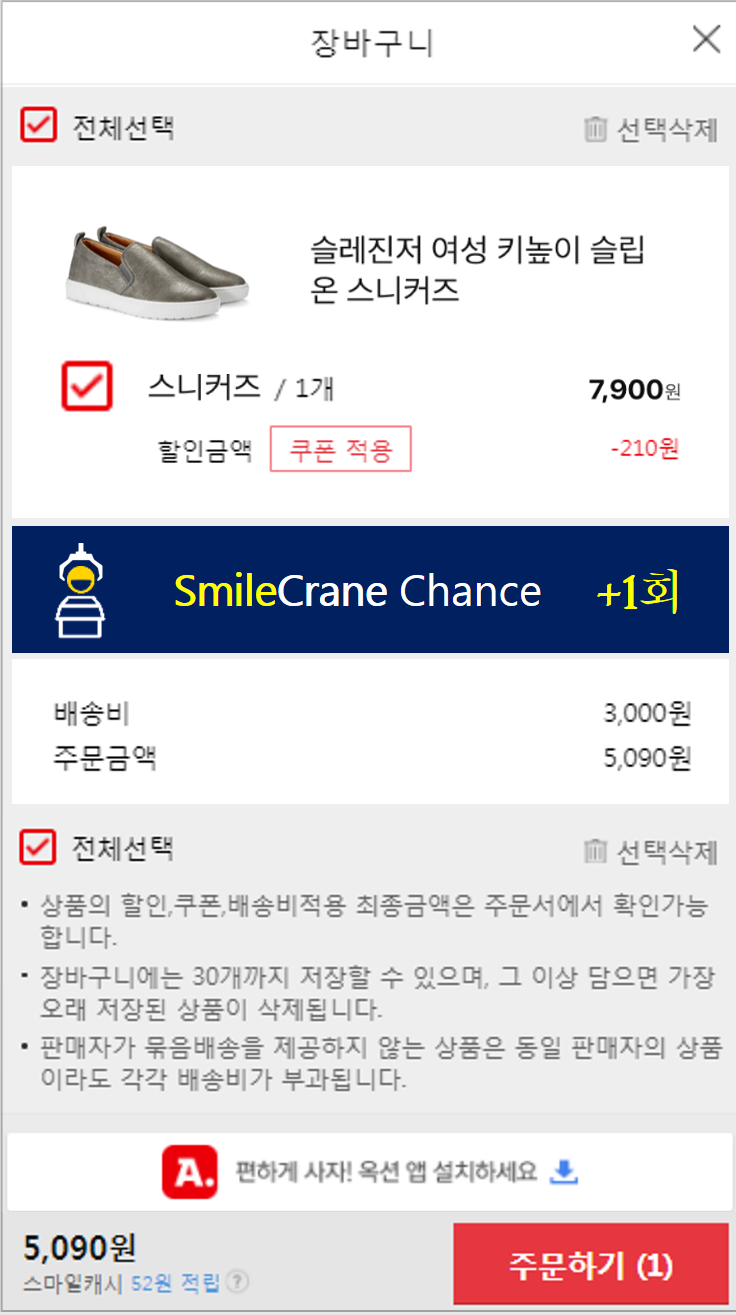 장바구니
전체선택
선택삭제
슬레진저 여성 키높이 슬립
온 스니커즈
스니커즈 / 1개
7,900원
할인금액
쿠폰 적용
-210원
SmileCrane Chance
+1회
배송비
3,000원
주문금액
5,090원
전체선택
선택삭제
• 상품의 할인,쿠폰,배송비적용 최종금액은 주문서에서 확인가능
합니다.
• 장바구니에는 30개까지 저장할 수 있으며, 그 이상 담으면 가장
오래 저장된 상품이 삭제됩니다.
• 판매자가 묶음배송을 제공하지 않는 상품은 동일 판매자의 상품
이라도 각각 배송비가 부과됩니다.
A.
편하게 사자! 옥션 앱 설치하세요
5,090원
스마일캐시 52원 적립 ?
주문하기 (1)